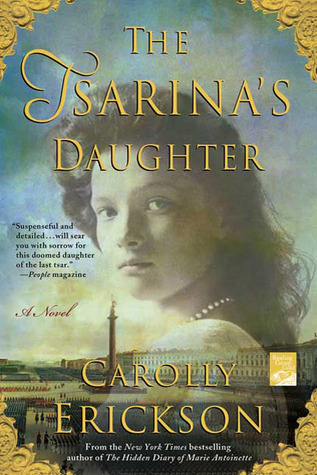 THE
TSARINA'S
DAUGHTER
"Suspenseful and
detailed...will sear
you with sorrow for
this doomed daughter
of the last tsar."
—People magazine
A Novel
Reading
CAROLLY
ERICKSON
From the New York Times bestselling
author of The Hidden Diary of Marie Antoinette